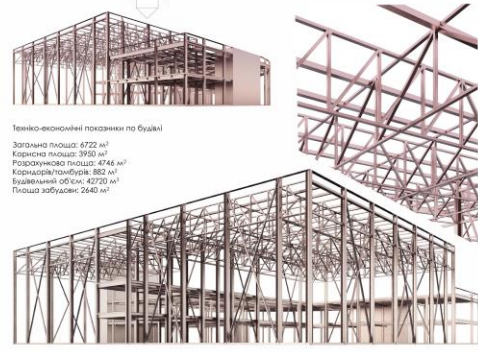 Техніко-економічні показники по будівлі
Загальна площа: 6722 м²
Корисна площа: 3950 м²
Розрахункова площа: 4746 м²
Коридорів/тамбурів: 882 м²
Будівельний об'єм: 42720 м³
Площа забудови: 2640 м²